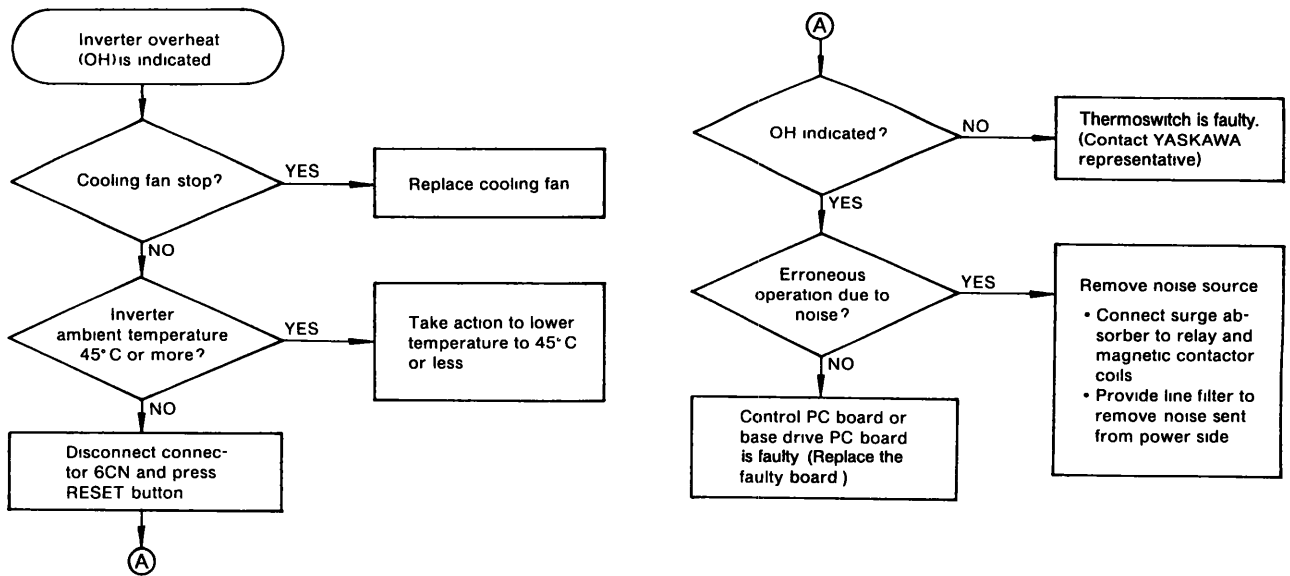 Inverter overheat
(OH) is indicated
Cooling fan stop?
YES
Replace cooling fan
NO
Inverter
ambient temperature
45°C or more?
YES
Take action to lower
temperature to 45°C
or less
NO
Disconnect connec-
tor 6CN and press
RESET button
A
A
OH indicated?
NO
Thermoswitch is faulty.
(Contact YASKAWA
representative)
YES
Erroneous
operation due to
noise?
YES
Remove noise source
• Connect surge ab-
sorber to relay and
magnetic contactor
coils
• Provide line filter to
remove noise sent
from power side
NO
Control PC board or
base drive PC board
is faulty (Replace the
faulty board)